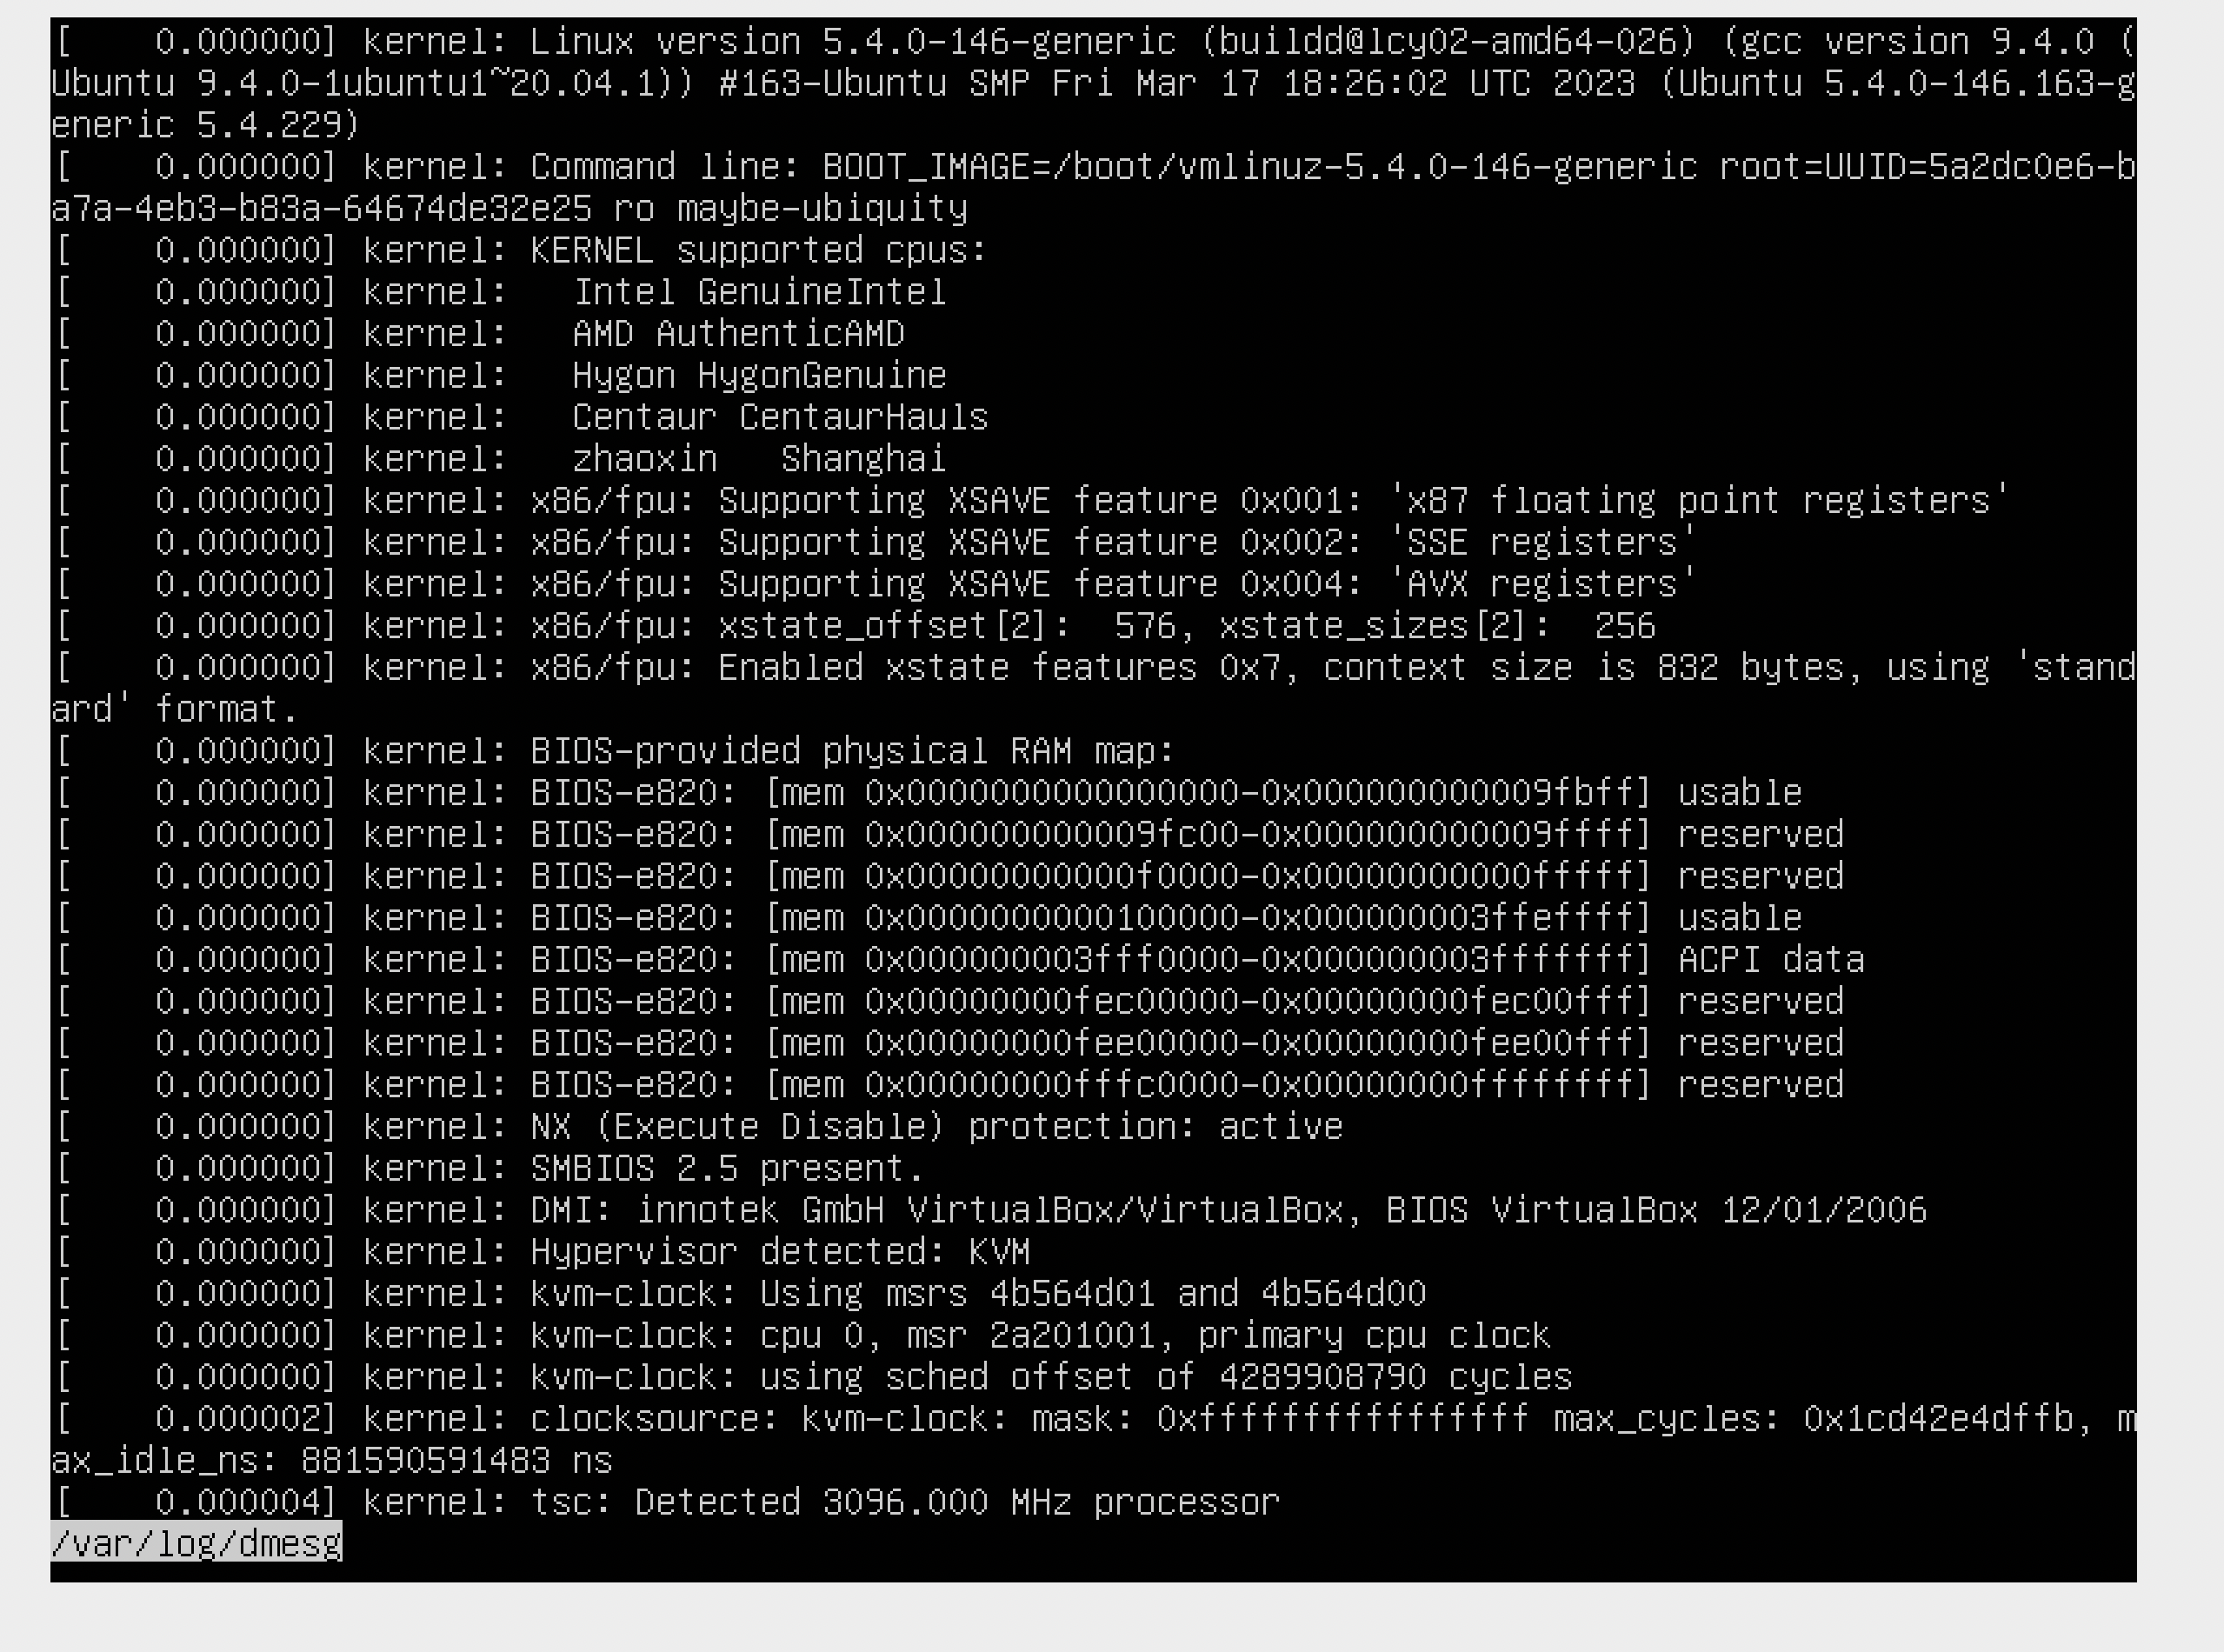 [    0.000000] kernel: Linux version 5.4.0-146-generic (buildd@lcy02-amd64-026) (gcc version 9.4.0 (
Ubuntu 9.4.0-1ubuntu1~20.04.1)) #163-Ubuntu SMP Fri Mar 17 18:26:02 UTC 2023 (Ubuntu 5.4.0-146.163-g
eneric 5.4.229)
[    0.000000] kernel: Command line: BOOT_IMAGE=/boot/vmlinuz-5.4.0-146-generic root=UUID=5a2dc0e6-b
a7a-4eb3-b83a-64674de32e25 ro maybe-ubiquity
[    0.000000] kernel: KERNEL supported cpus:
[    0.000000] kernel:   Intel GenuineIntel
[    0.000000] kernel:   AMD AuthenticAMD
[    0.000000] kernel:   Hygon HygonGenuine
[    0.000000] kernel:   Centaur CentaurHauls
[    0.000000] kernel:   zhaoxin   Shanghai
[    0.000000] kernel: x86/fpu: Supporting XSAVE feature 0x001: 'x87 floating point registers'
[    0.000000] kernel: x86/fpu: Supporting XSAVE feature 0x002: 'SSE registers'
[    0.000000] kernel: x86/fpu: Supporting XSAVE feature 0x004: 'AVX registers'
[    0.000000] kernel: x86/fpu: xstate_offset[2]:  576, xstate_sizes[2]:  256
[    0.000000] kernel: x86/fpu: Enabled xstate features 0x7, context size is 832 bytes, using 'stand
ard' format.
[    0.000000] kernel: BIOS-provided physical RAM map:
[    0.000000] kernel: BIOS-e820: [mem 0x0000000000000000-0x000000000009fbff] usable
[    0.000000] kernel: BIOS-e820: [mem 0x000000000009fc00-0x000000000009ffff] reserved
[    0.000000] kernel: BIOS-e820: [mem 0x00000000000f0000-0x00000000000fffff] reserved
[    0.000000] kernel: BIOS-e820: [mem 0x0000000000100000-0x000000003ffeffff] usable
[    0.000000] kernel: BIOS-e820: [mem 0x000000003fff0000-0x000000003fffffff] ACPI data
[    0.000000] kernel: BIOS-e820: [mem 0x00000000fec00000-0x00000000fec00fff] reserved
[    0.000000] kernel: BIOS-e820: [mem 0x00000000fee00000-0x00000000fee00fff] reserved
[    0.000000] kernel: BIOS-e820: [mem 0x00000000fffc0000-0x00000000ffffffff] reserved
[    0.000000] kernel: NX (Execute Disable) protection: active
[    0.000000] kernel: SMBIOS 2.5 present.
[    0.000000] kernel: DMI: innotek GmbH VirtualBox/VirtualBox, BIOS VirtualBox 12/01/2006
[    0.000000] kernel: Hypervisor detected: KVM
[    0.000000] kernel: kvm-clock: Using msrs 4b564d01 and 4b564d00
[    0.000000] kernel: kvm-clock: cpu 0, msr 2a201001, primary cpu clock
[    0.000000] kernel: kvm-clock: using sched offset of 4289908790 cycles
[    0.000002] kernel: clocksource: kvm-clock: mask: 0xffffffffffffffff max_cycles: 0x1cd42e4dffb, m
ax_idle_ns: 881590591483 ns
[    0.000004] kernel: tsc: Detected 3096.000 MHz processor
/var/log/dmesg